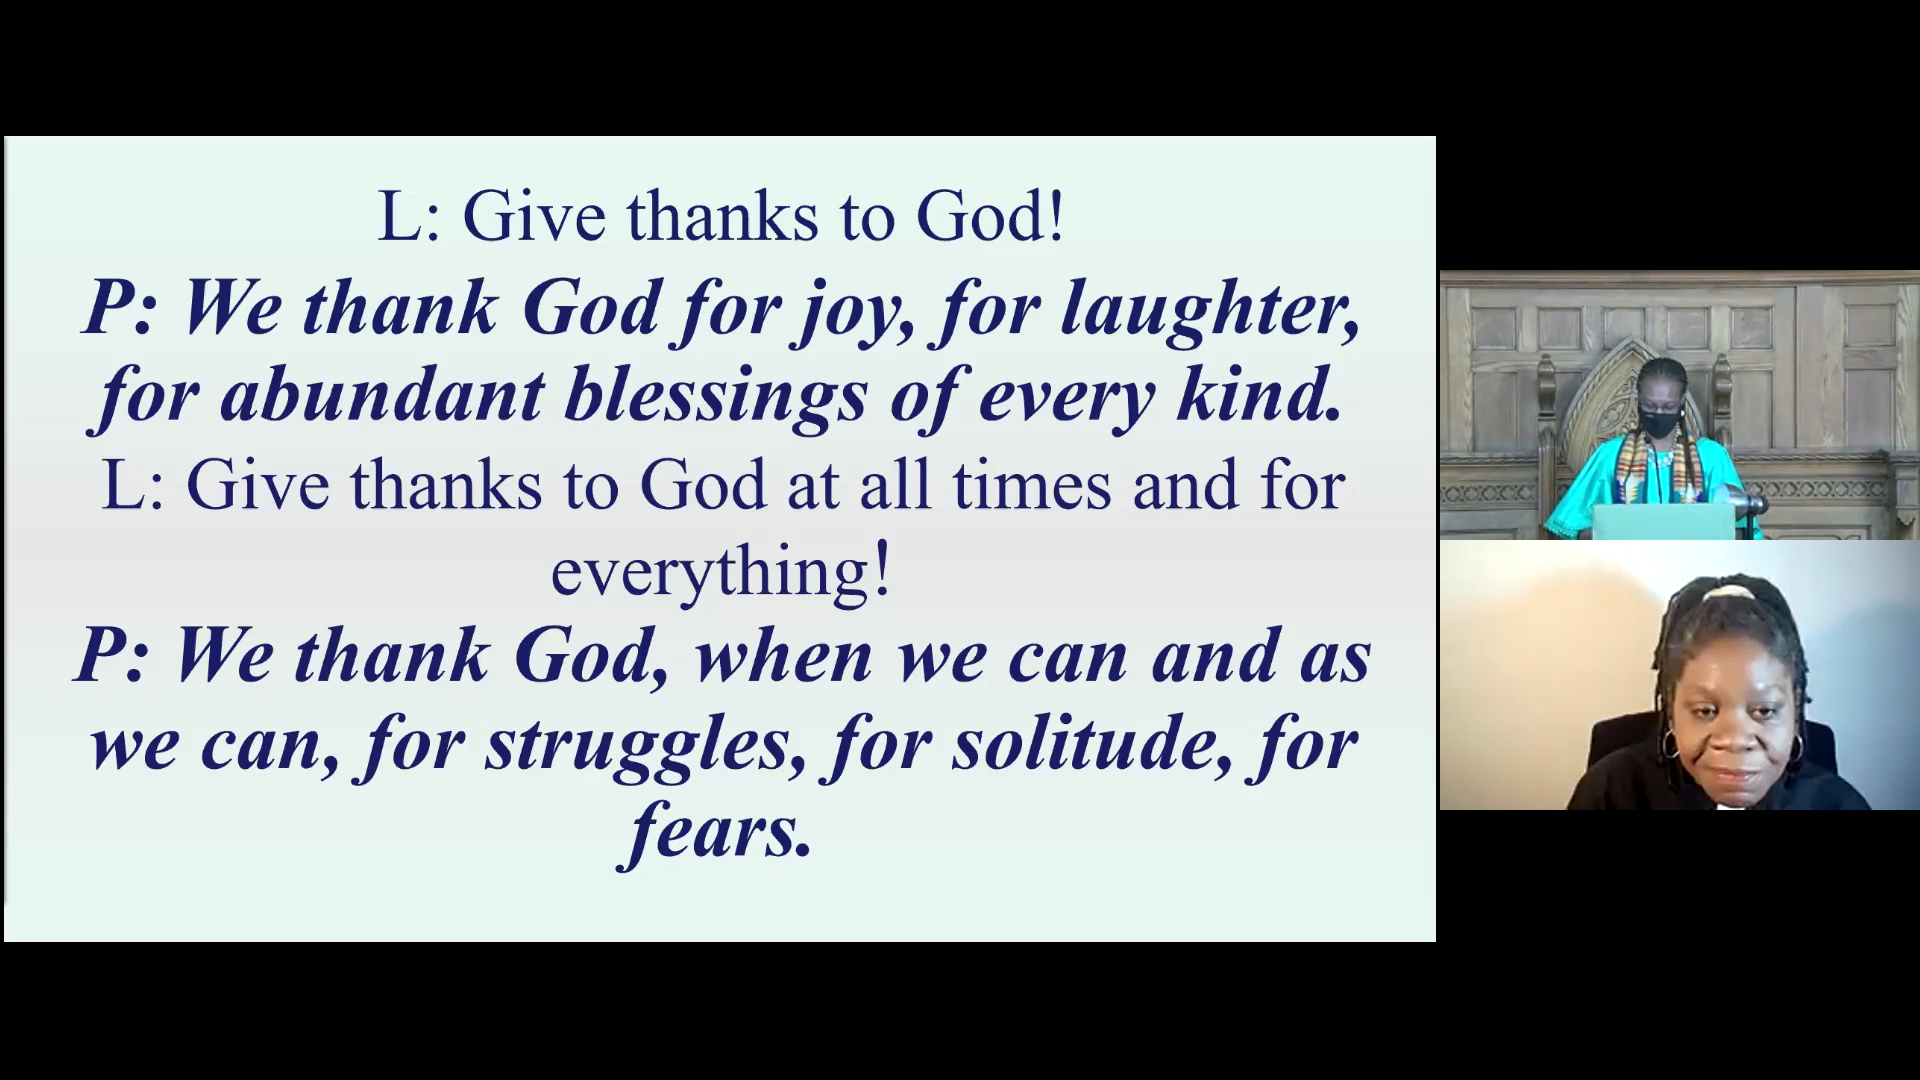 L: Give thanks to God!
P: We thank God for joy, for laughter,
for abundant blessings of every kind.
L: Give thanks to God at all times and for
everything!
P: We thank God, when we can and as
we can, for struggles, for solitude, for
fears.